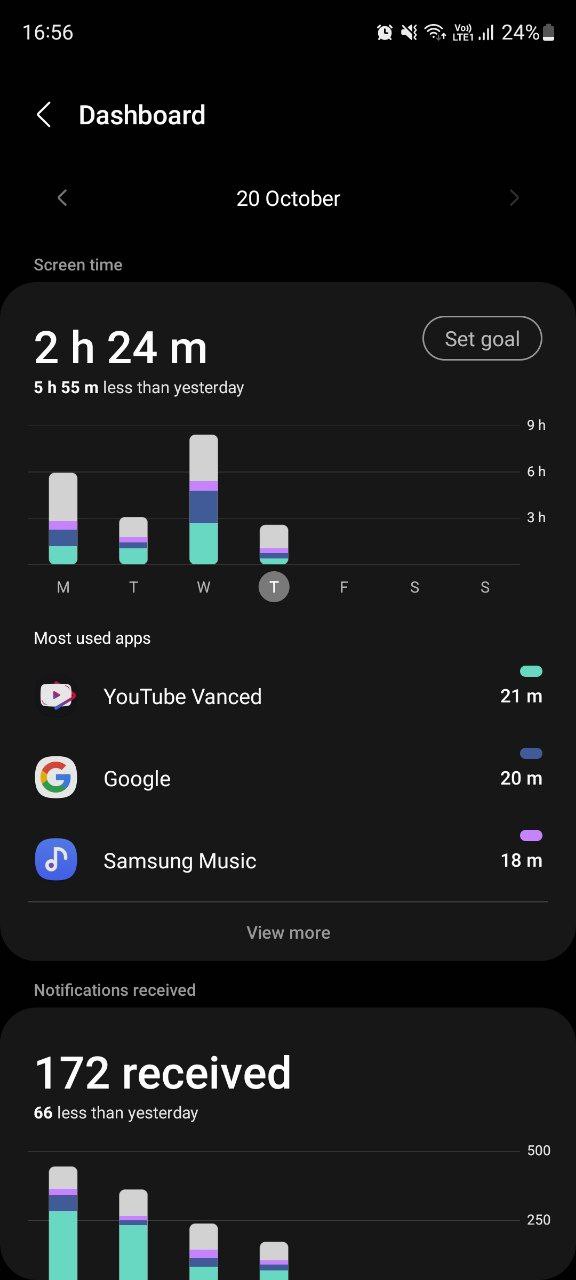 16:56
Vo)) LTE1 24%
Dashboard
20 October
Screen time
2 h 24 m
Set goal
5 h 55 m less than yesterday
9 h
6 h
3 h
M T W T F S S
Most used apps
YouTube Vanced
21 m
G
Google
20 m
Samsung Music
18 m
View more
Notifications received
172 received
66 less than yesterday
500
250